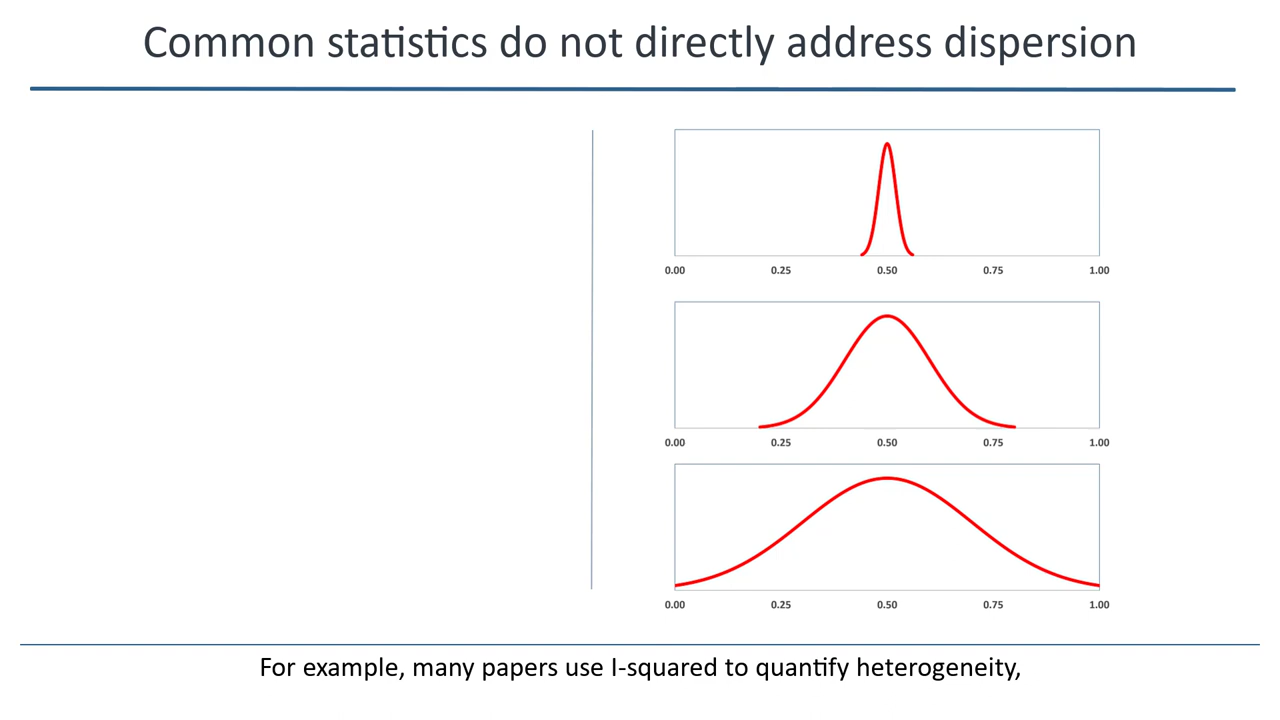 Common statistics do not directly address dispersion
0.00 0.25 0.50 0.75 1.00
0.00 0.25 0.50 0.75 1.00
0.00 0.25 0.50 0.75 1.00
For example, many papers use I-squared to quantify heterogeneity,